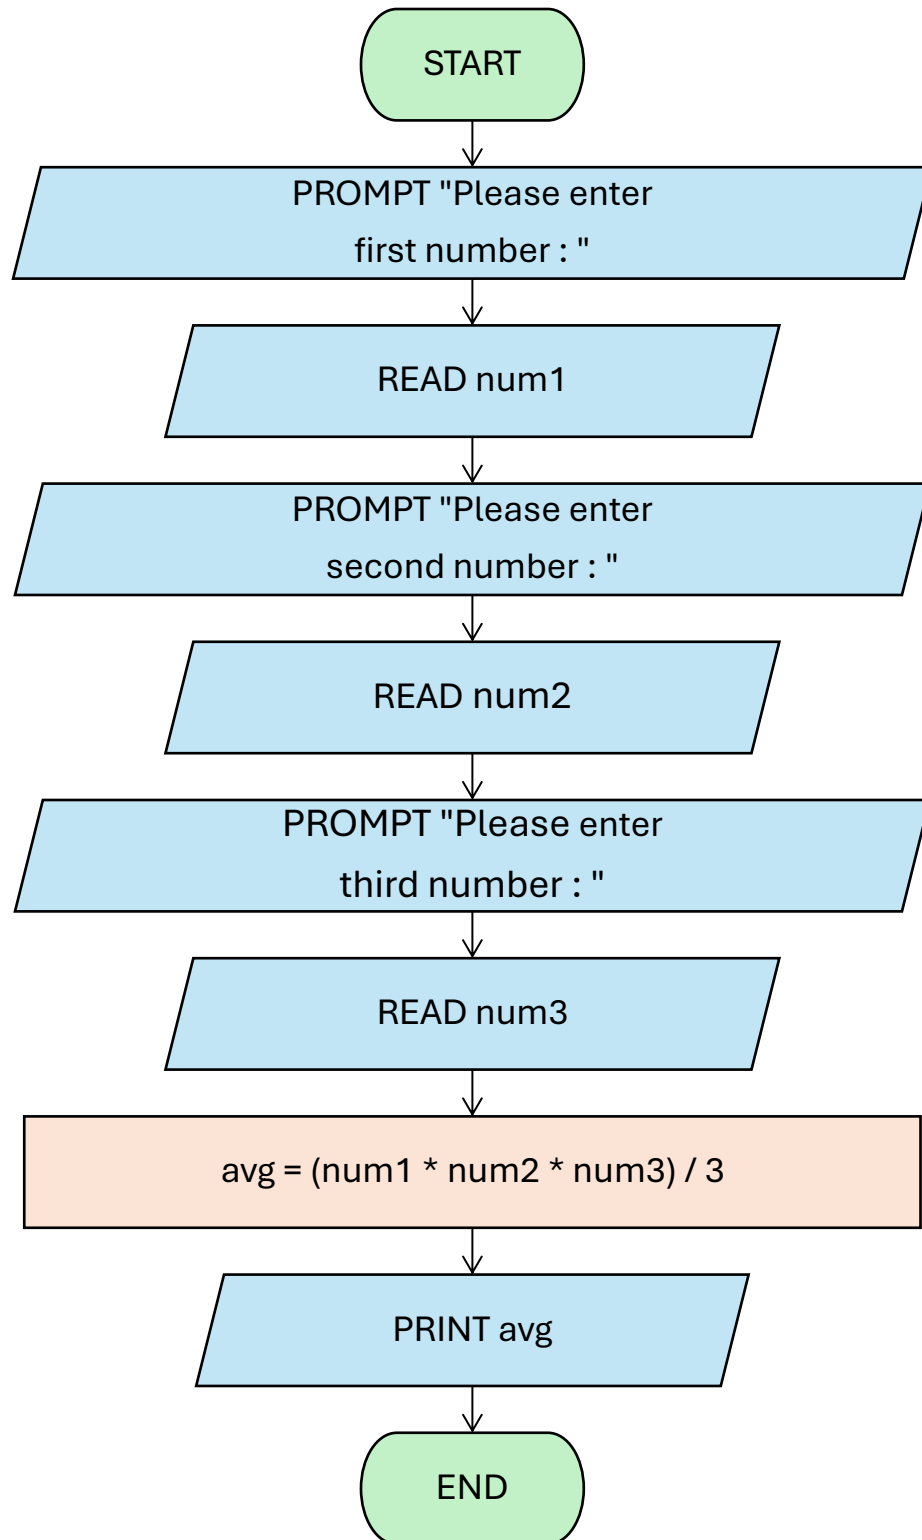 START
PROMPT "Please enter
first number : "
READ num1
PROMPT "Please enter
second number : "
READ num2
PROMPT "Please enter
third number : "
READ num3
avg = (num1 * num2 * num3) / 3
PRINT avg
END